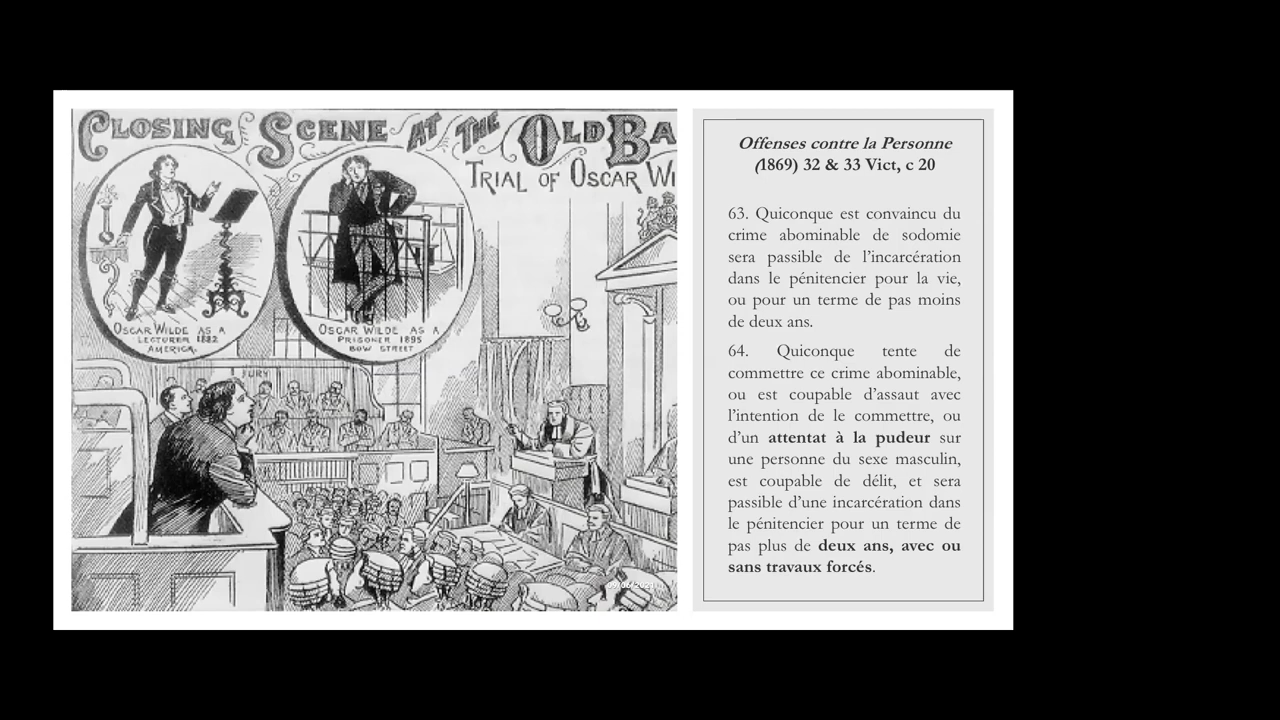 CLOSING SCENE AT THE OLD BA
TRIAL OF OSCAR WI
OSCAR WILDE AS A
LECTURER 1882
AMERICA.
OSCAR WILDE AS A
PRISONER 1895
BOW STREET
JURY
Offenses contre la Personne
(1869) 32 & 33 Vict, c 20
63. Quiconque est convaincu du
crime abominable de sodomie
sera passible de l’incarcération
dans le pénitencier pour la vie,
ou pour un terme de pas moins
de deux ans.
64. Quiconque tente de
commettre ce crime abominable,
ou est coupable d’assaut avec
l’intention de le commettre, ou
d’un attentat à la pudeur sur
une personne du sexe masculin,
est coupable de délit, et sera
passible d’une incarcération dans
le pénitencier pour un terme de
pas plus de deux ans, avec ou
sans travaux forcés.